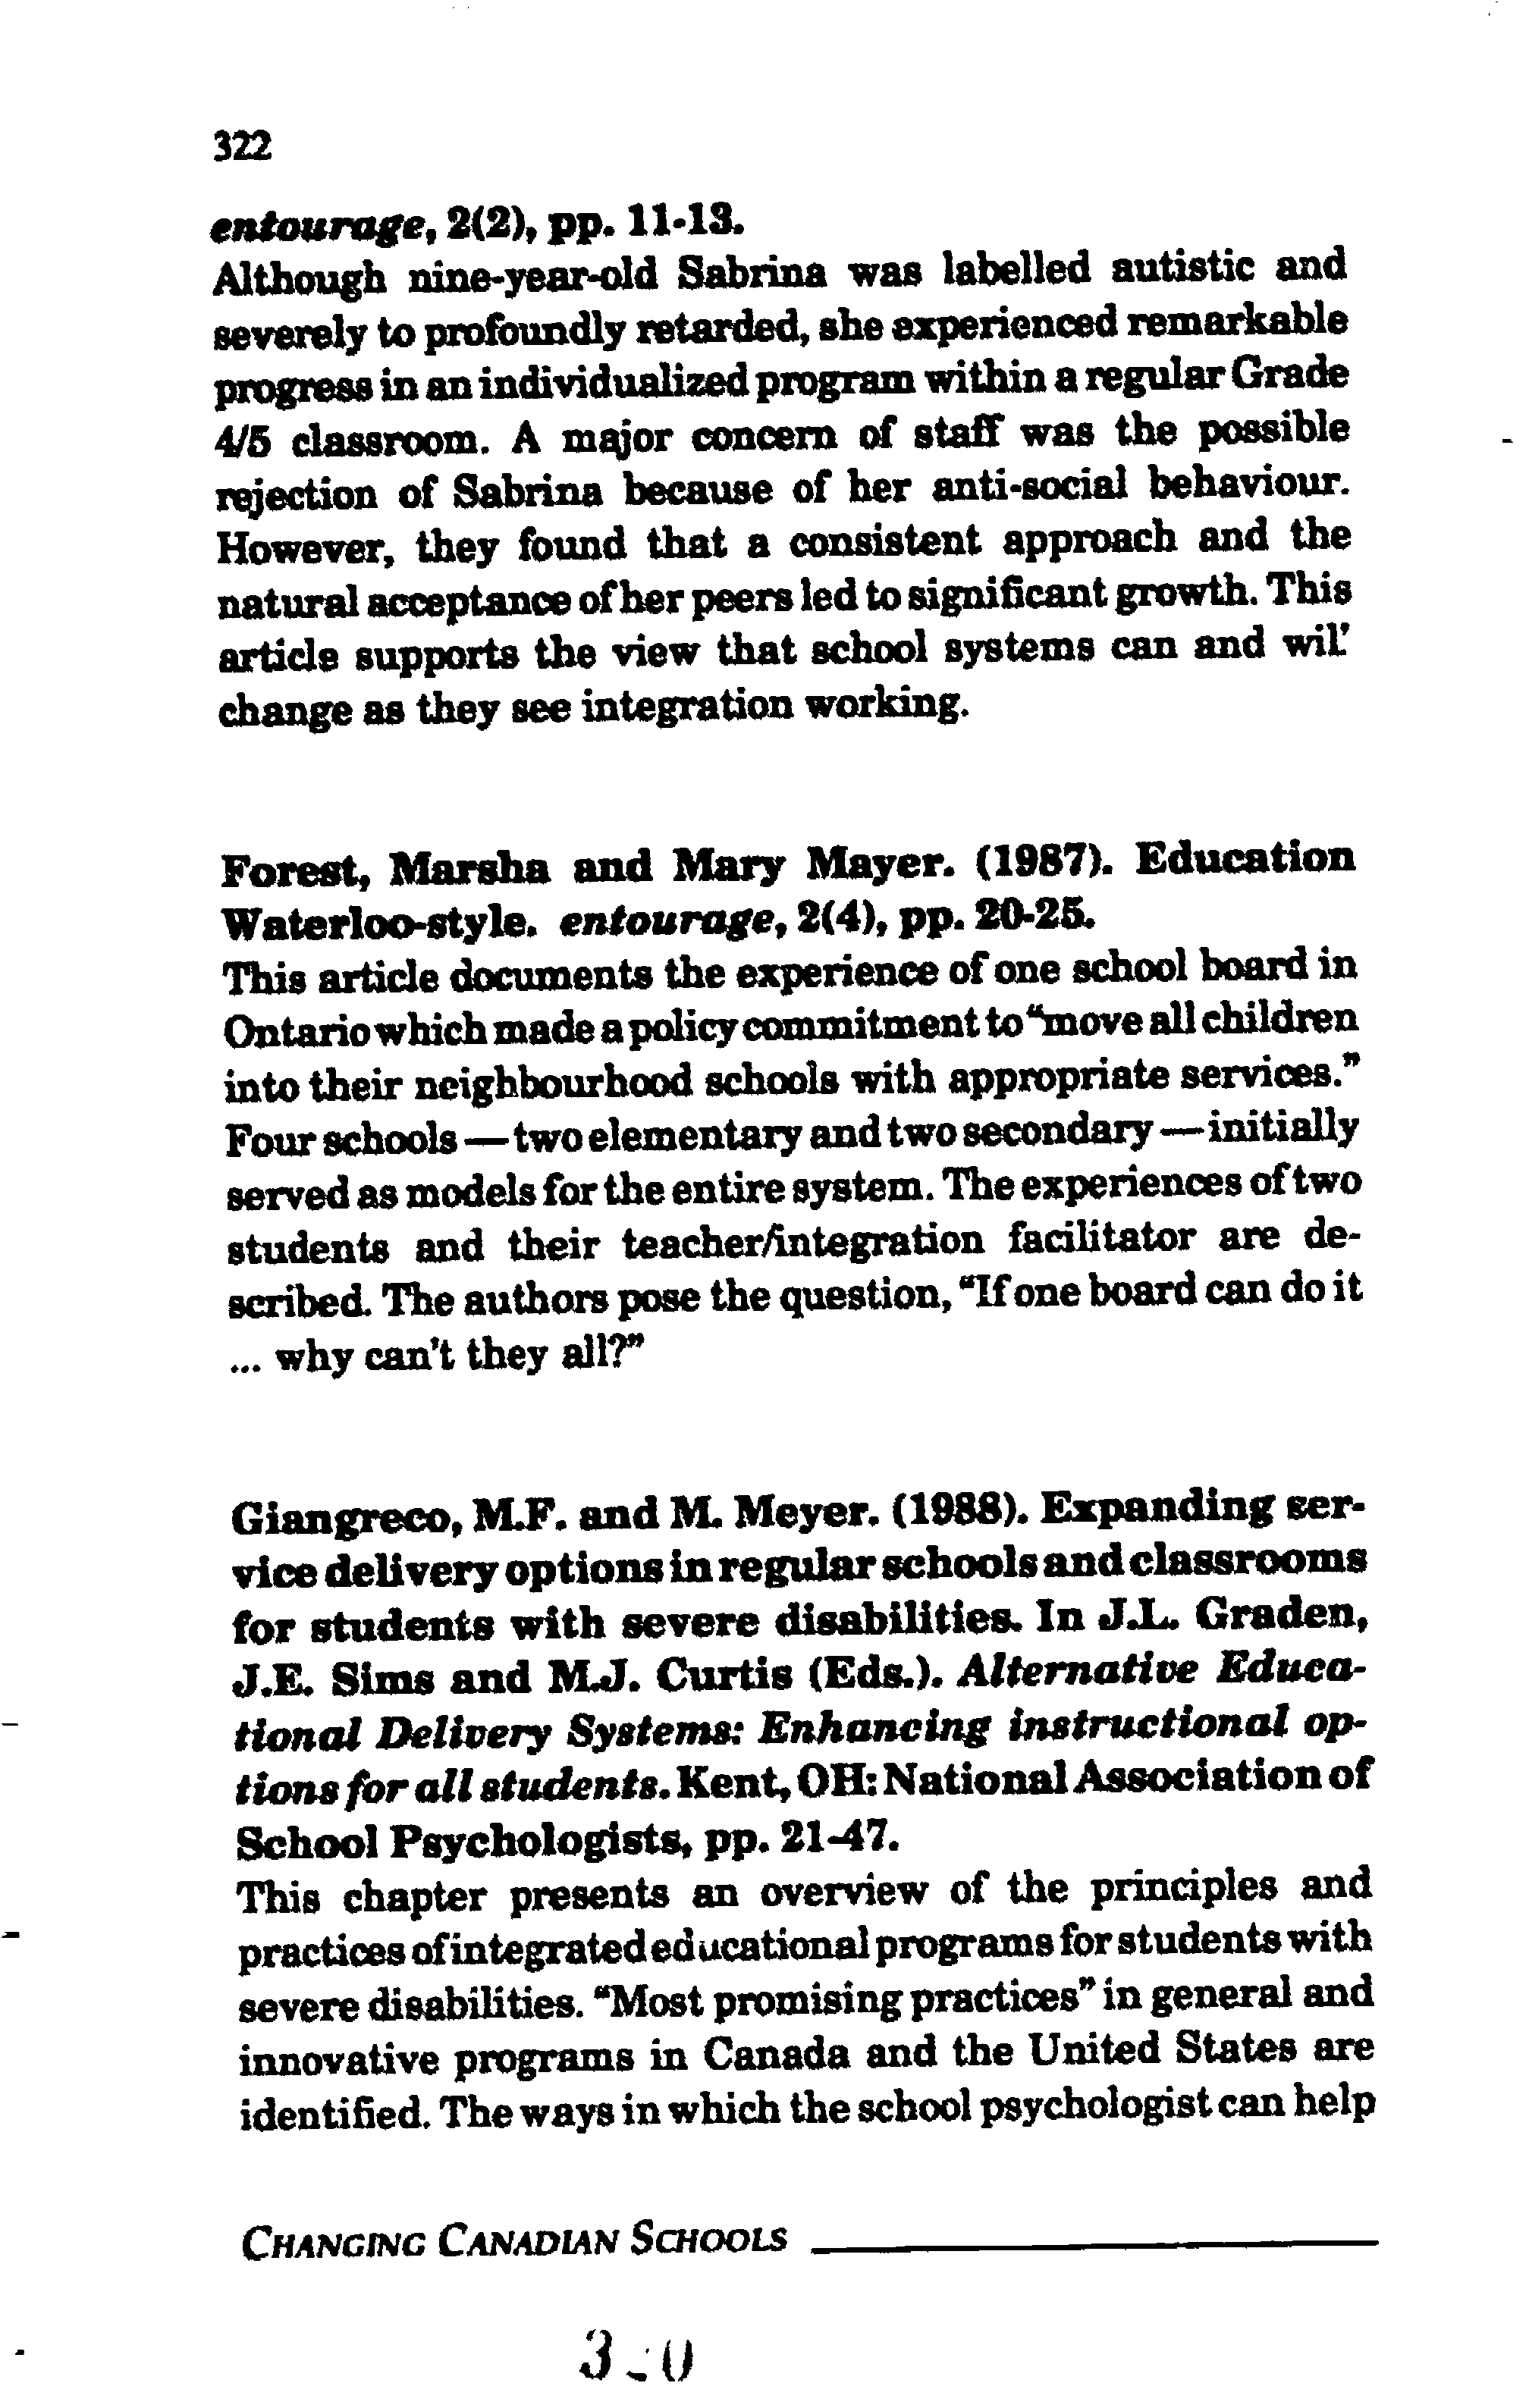 322
entourage, 2(2), pp. 11-13.
Although nine-year-old Sabrina was labelled autistic and
severely to profoundly retarded, she experienced remarkable
progress in an individualized program within a regular Grade
4/5 classroom. A major concern of staff was the possible
rejection of Sabrina because of her anti-social behaviour.
However, they found that a consistent approach and the
natural acceptance of her peers led to significant growth. This
article supports the view that school systems can and will
change as they see integration working.
Forest, Marsha and Mary Mayer. (1987). Education
Waterloo-style. entourage, 2(4), pp. 20-25.
This article documents the experience of one school board in
Ontario which made a policy commitment to "move all children
into their neighbourhood schools with appropriate services."
Four schools — two elementary and two secondary — initially
served as models for the entire system. The experiences of two
students and their teacher/integration facilitator are de-
scribed. The authors pose the question, "If one board can do it
... why can't they all?"
Giangreco, M.F. and M. Meyer. (1988). Expanding ser-
vice delivery options in regular schools and classrooms
for students with severe disabilities. In J.L. Graden,
J.E. Sims and M.J. Curtis (Eds.). Alternative Educa-
tional Delivery Systems: Enhancing instructional op-
tions for all students. Kent, OH: National Association of
School Psychologists, pp. 21-47.
This chapter presents an overview of the principles and
practices of integrated educational programs for students with
severe disabilities. "Most promising practices" in general and
innovative programs in Canada and the United States are
identified. The ways in which the school psychologist can help
CHANGING CANADIAN SCHOOLS